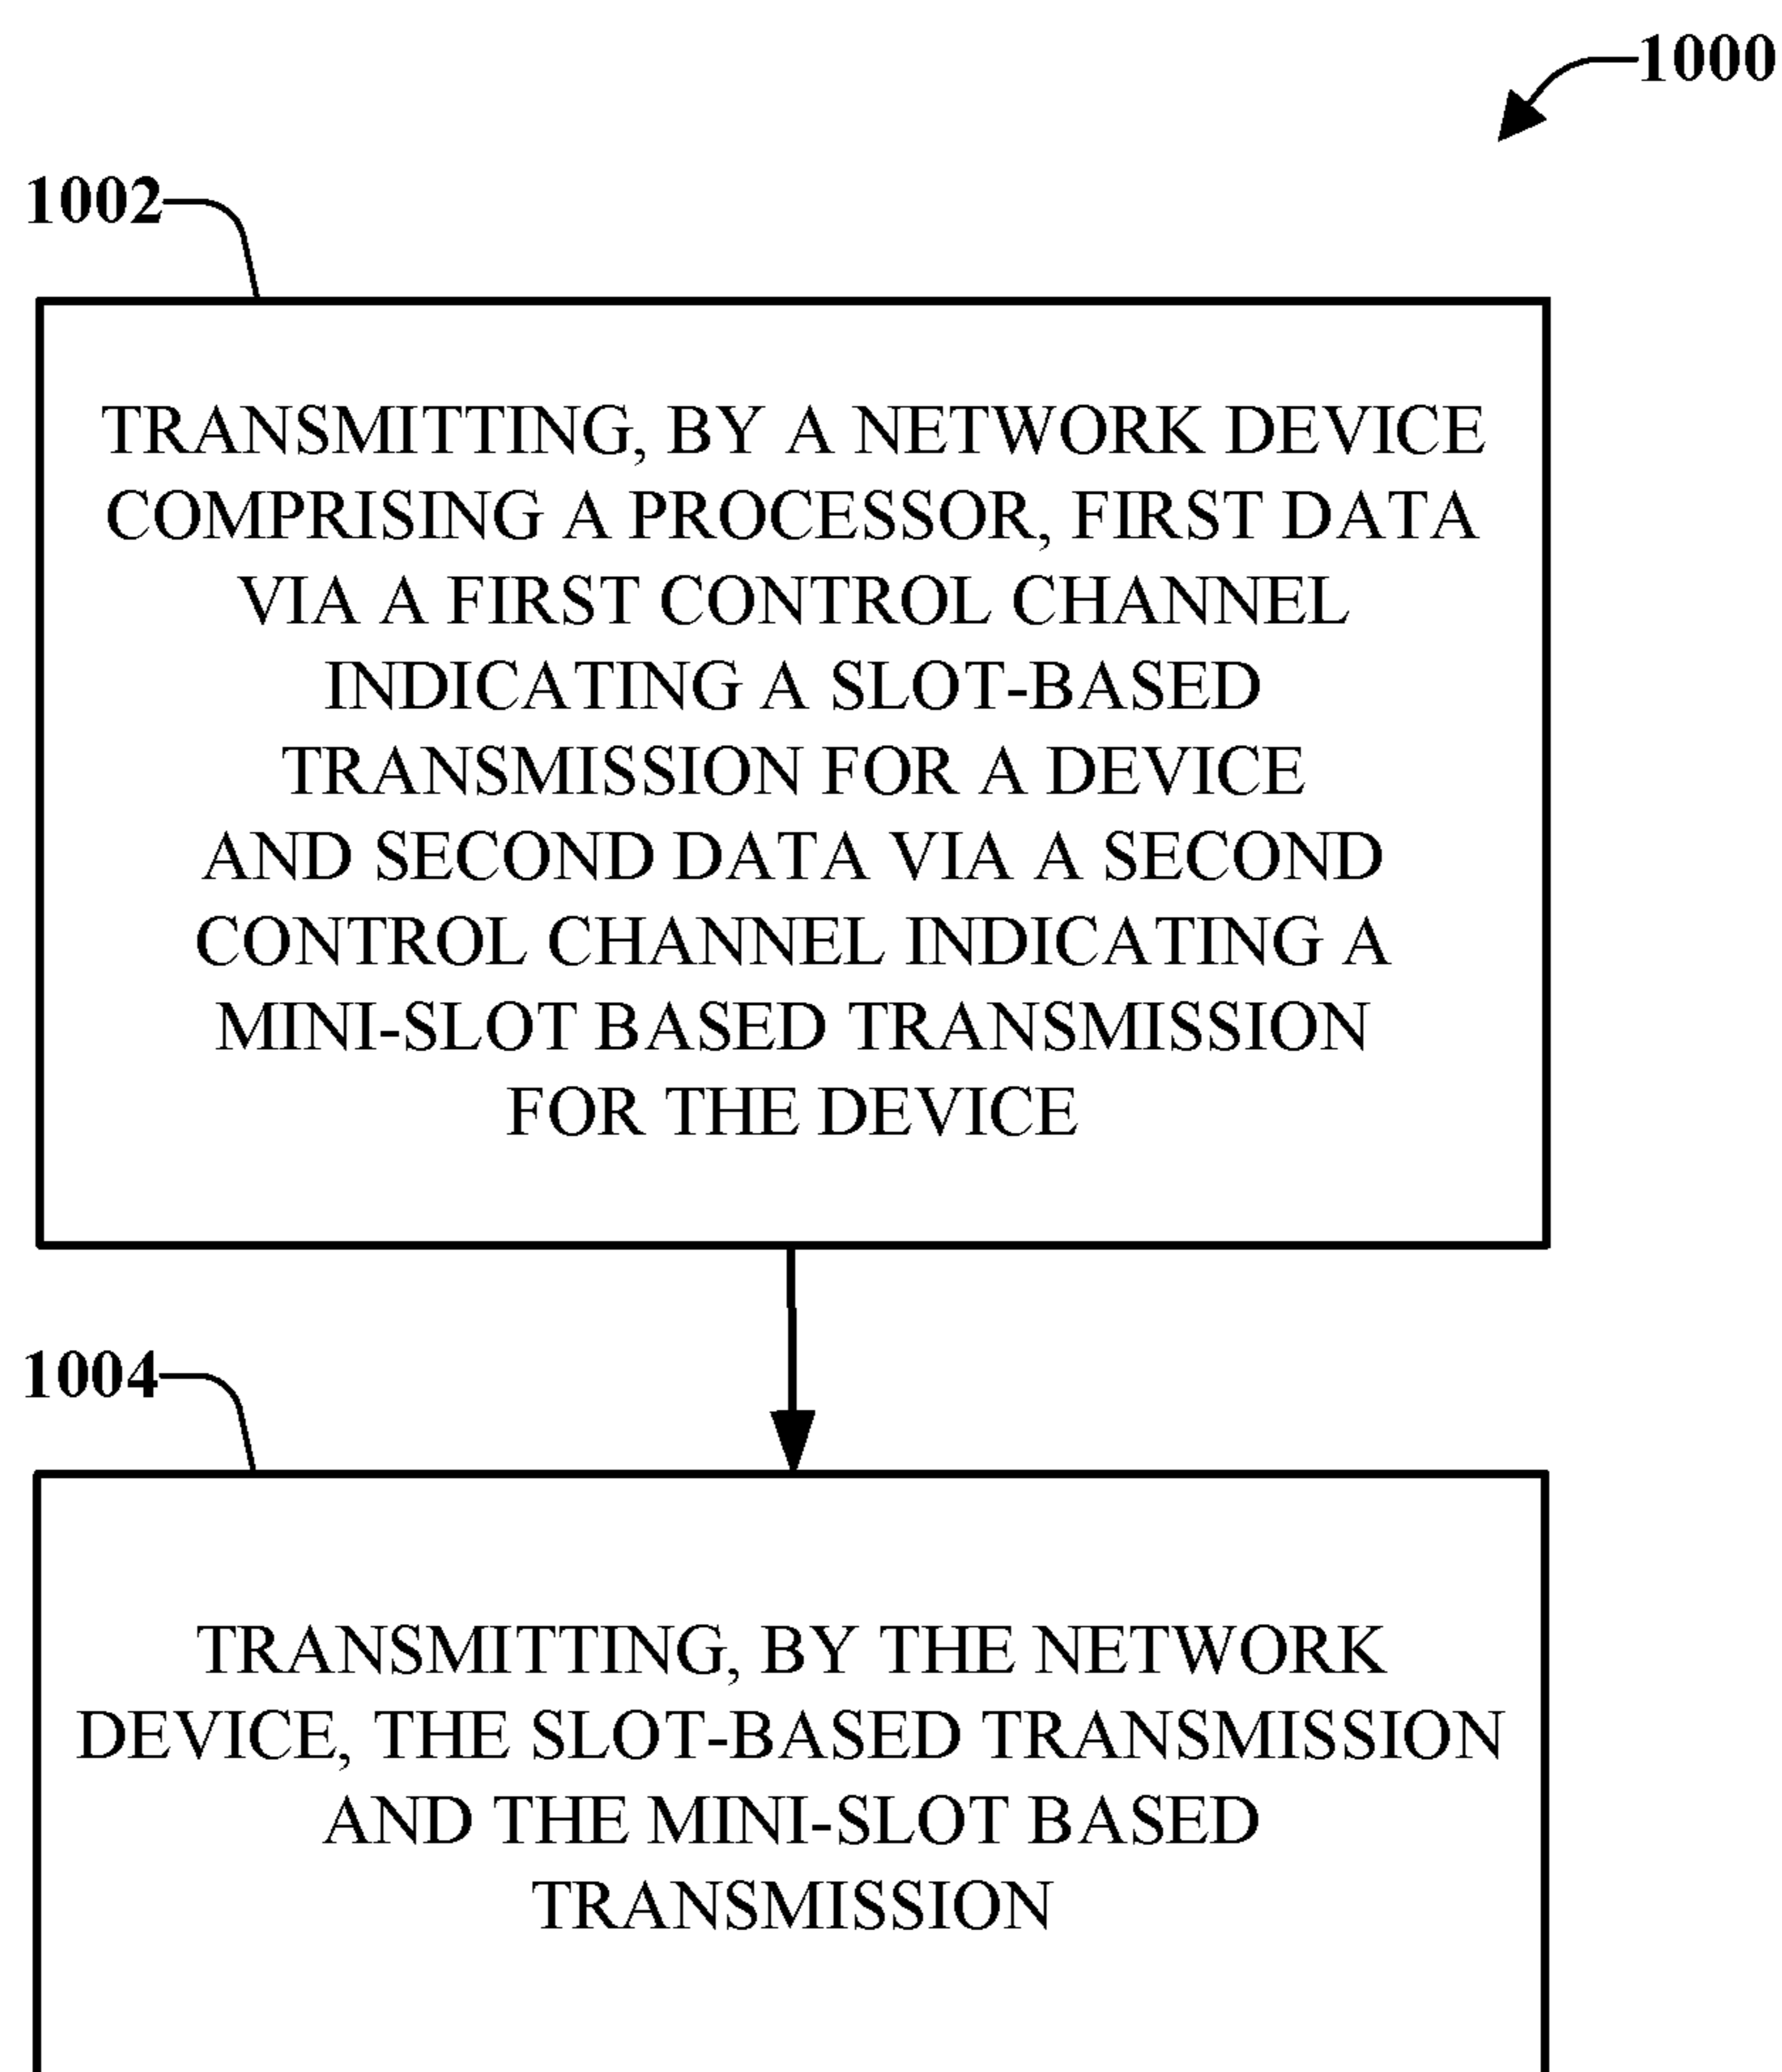 1000
1002
TRANSMITTING, BY A NETWORK DEVICE
COMPRISING A PROCESSOR, FIRST DATA
VIA A FIRST CONTROL CHANNEL
INDICATING A SLOT-BASED
TRANSMISSION FOR A DEVICE
AND SECOND DATA VIA A SECOND
CONTROL CHANNEL INDICATING A
MINI-SLOT BASED TRANSMISSION
FOR THE DEVICE
1004
TRANSMITTING, BY THE NETWORK
DEVICE, THE SLOT-BASED TRANSMISSION
AND THE MINI-SLOT BASED
TRANSMISSION